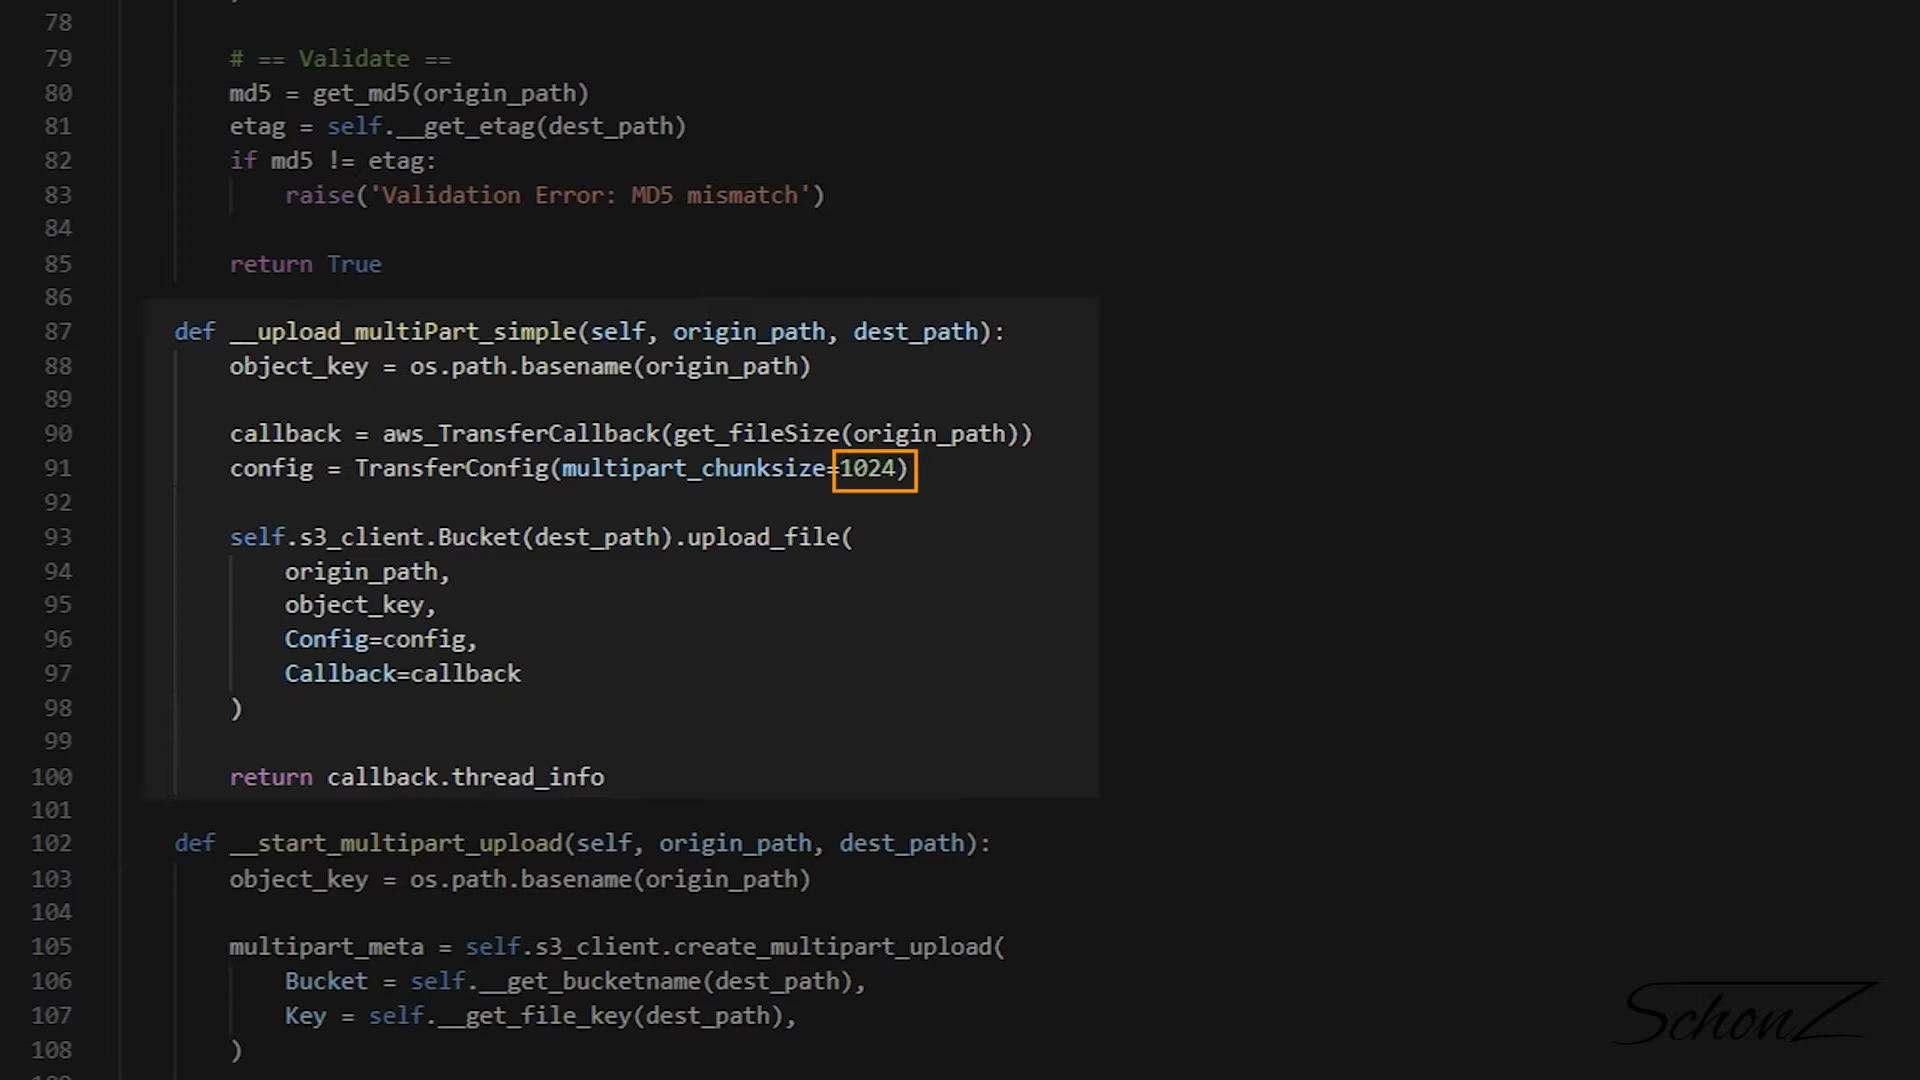 78
79 # == Validate ==
80 md5 = get_md5(origin_path)
81 etag = self.__get_etag(dest_path)
82 if md5 != etag:
83 raise('Validation Error: MD5 mismatch')
84
85 return True
86
87 def __upload_multiPart_simple(self, origin_path, dest_path):
88 object_key = os.path.basename(origin_path)
89
90 callback = aws_TransferCallback(get_fileSize(origin_path))
91 config = TransferConfig(multipart_chunksize=1024)
92
93 self.s3_client.Bucket(dest_path).upload_file(
94 origin_path,
95 object_key,
96 Config=config,
97 Callback=callback
98 )
99
100 return callback.thread_info
101
102 def __start_multipart_upload(self, origin_path, dest_path):
103 object_key = os.path.basename(origin_path)
104
105 multipart_meta = self.s3_client.create_multipart_upload(
106 Bucket = self.__get_bucketname(dest_path),
107 Key = self.__get_file_key(dest_path),
108 )
SchonZ